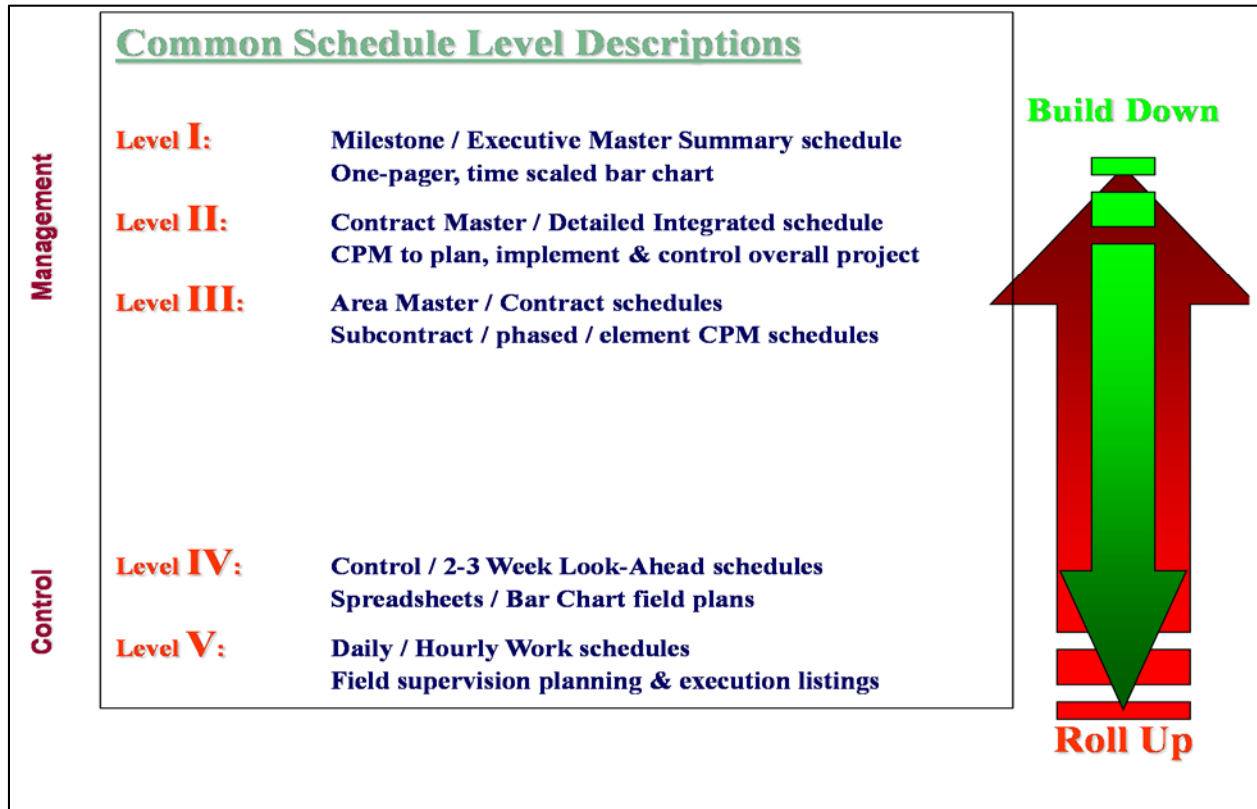 Common Schedule Level Descriptions
Build Down
Management
Level I: Milestone / Executive Master Summary schedule
One-pager, time scaled bar chart
Level II: Contract Master / Detailed Integrated schedule
CPM to plan, implement & control overall project
Level III: Area Master / Contract schedules
Subcontract / phased / element CPM schedules
Control
Level IV: Control / 2-3 Week Look-Ahead schedules
Spreadsheets / Bar Chart field plans
Level V: Daily / Hourly Work schedules
Field supervision planning & execution listings
Roll Up